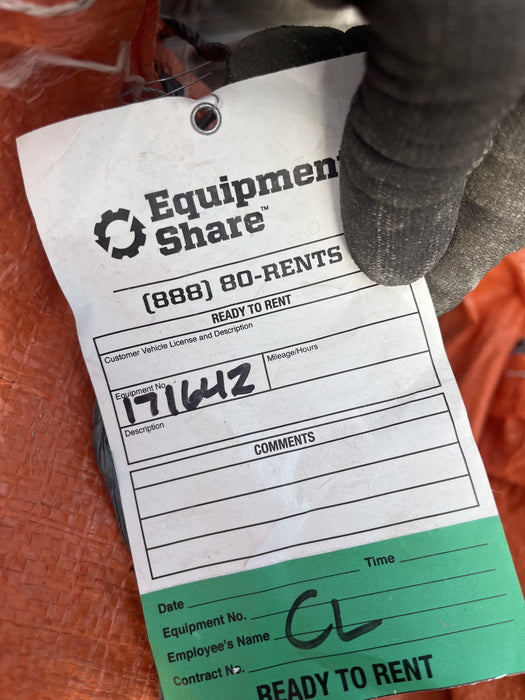 Equipmen
Share™
(888) 80-RENTS
READY TO RENT
Customer Vehicle License and Description
Equipment No. Mileage/Hours
171642
Description
COMMENTS
Date Time
Equipment No.
Employee's Name CL
Contract No.
READY TO RENT